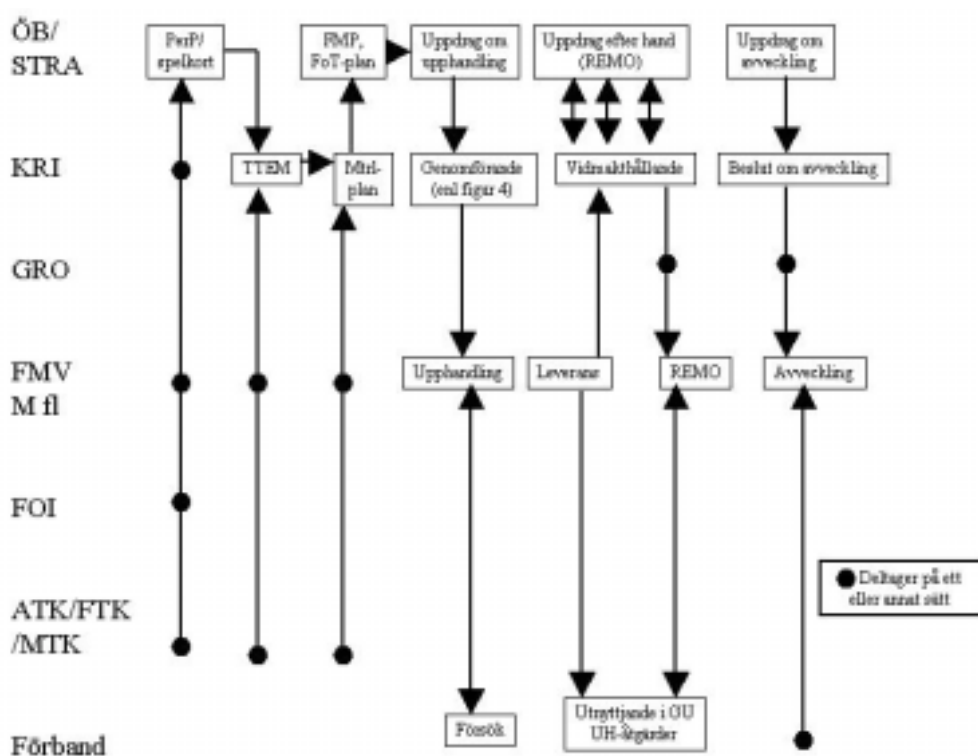 ÖB/
STRA
PerP/
spelkort
FMP,
FoT-plan
Uppdrag om
upphandling
Uppdrag efter hand
(REMO)
Uppdrag om
avveckling
KRI
TTEM
Mtrl-
plan
Genomförande
(enl figur 4)
Vidmakthållande
Beslut om avveckling
GRO
FMV
M fl
Upphandling
Leverans
REMO
Avveckling
FOI
Deltager på ett
eller annat sätt
ATK/FTK
/MTK
Försök
Utnyttjande i GU
UH-åtgärder
Förband